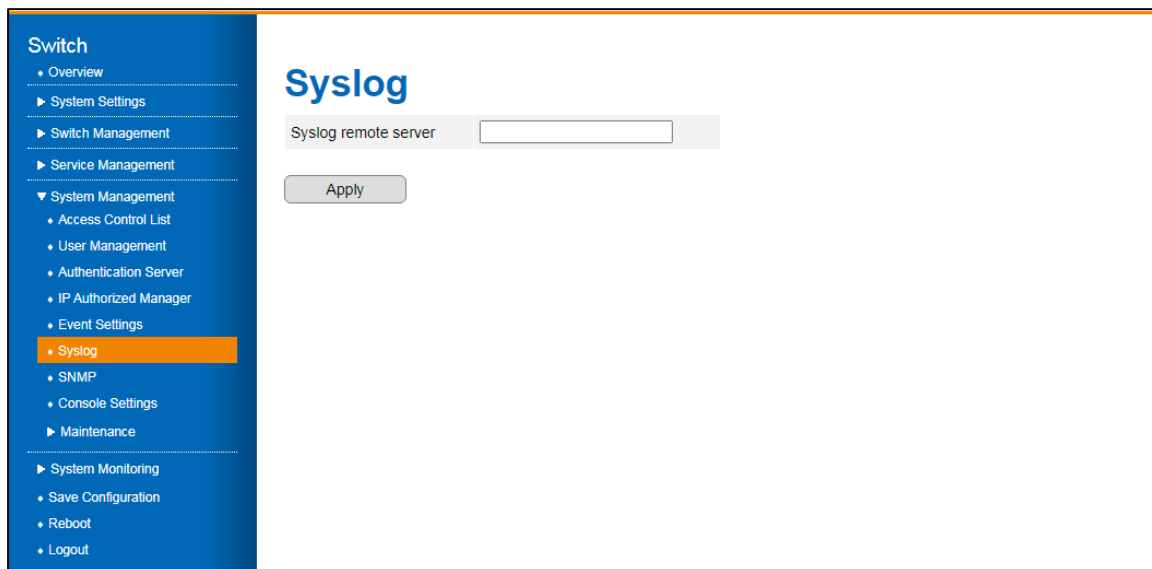 Switch
Overview
System Settings
Switch Management
Service Management
System Management
Access Control List
User Management
Authentication Server
IP Authorized Manager
Event Settings
Syslog
SNMP
Console Settings
Maintenance
System Monitoring
Save Configuration
Reboot
Logout
Syslog
Syslog remote server
Apply